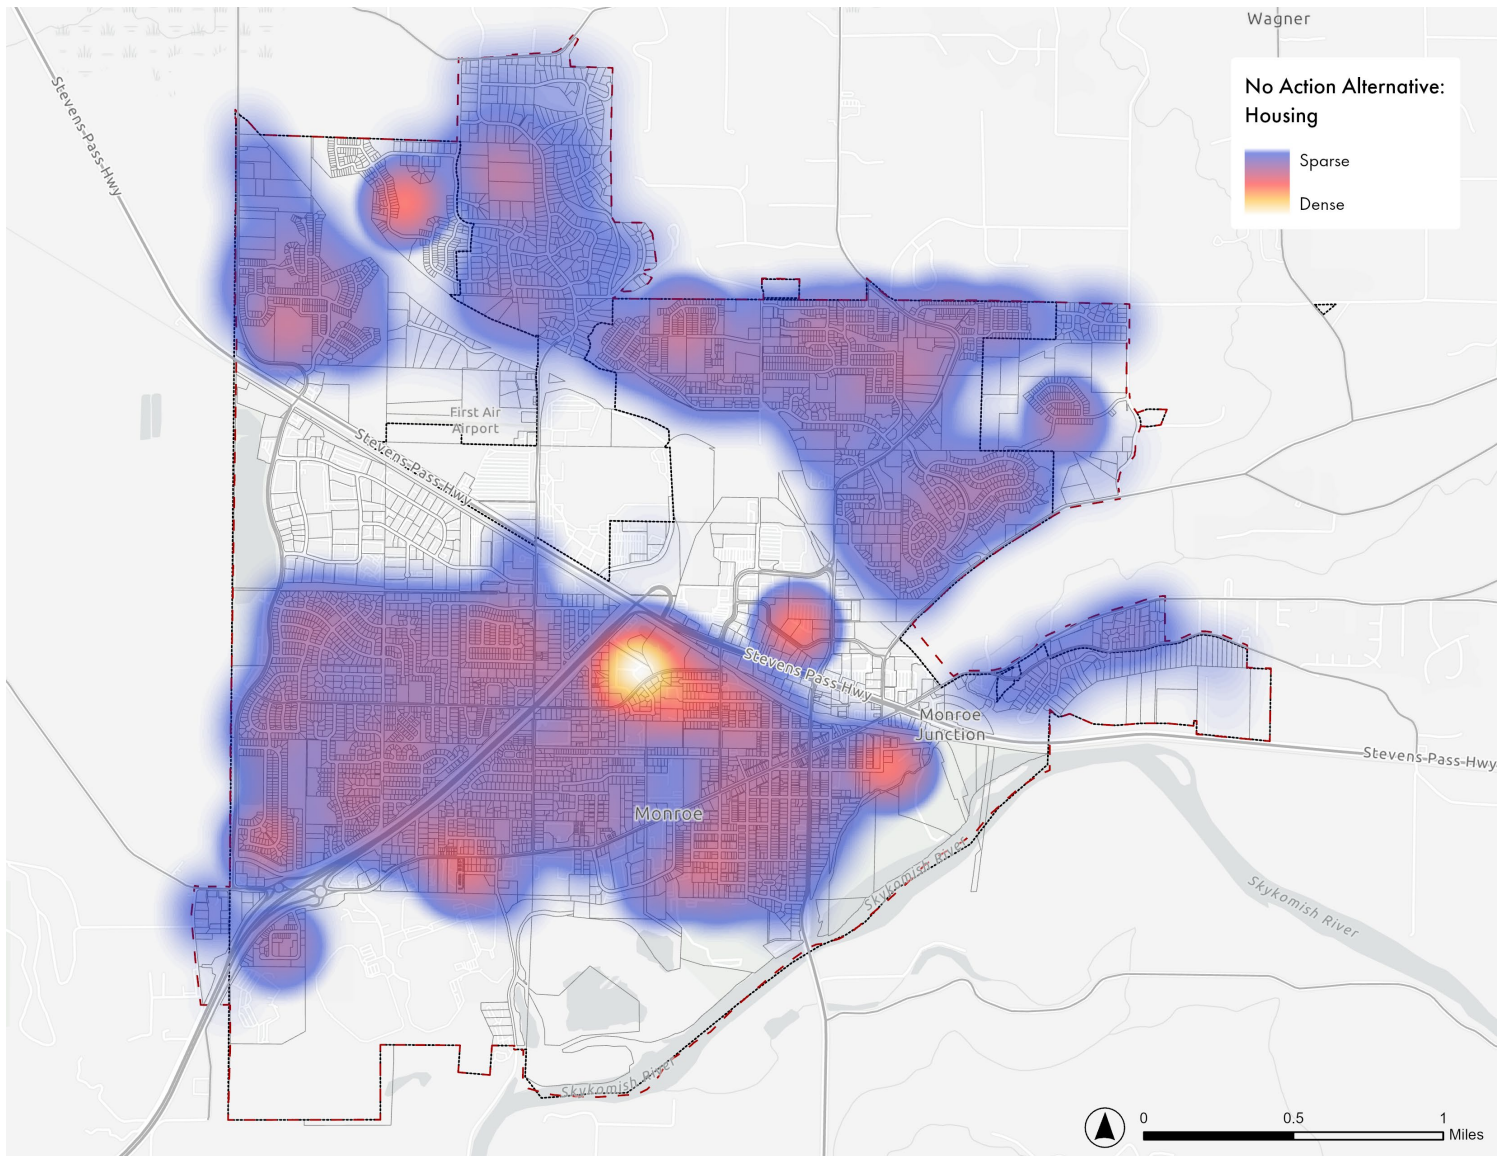 Wagner
No Action Alternative:
Housing
Sparse
Dense
Stevens Pass Hwy
First Air
Airport
Stevens Pass Hwy
Stevens Pass Hwy
Monroe
Junction
Stevens Pass Hwy
Monroe
Skykomish River
Skykomish River
Skykomish River
0
0.5
1
Miles